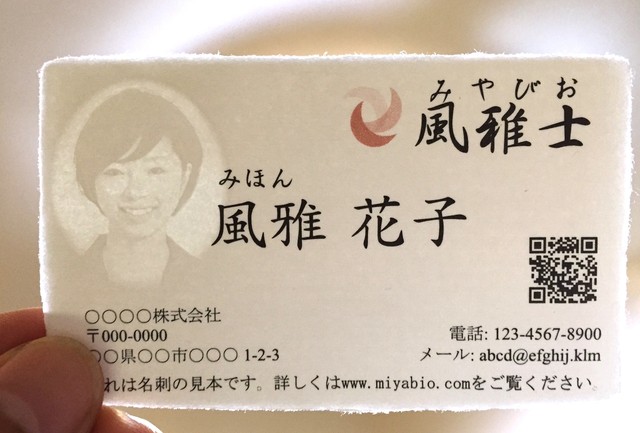 みやびお
風雅士
みほん
風雅 花子
○○○○株式会社
〒000-0000
○県○○市○○○ 1-2-3
電話: 123-4567-8900
メール: abcd@efghij.klm
れは名刺の見本です。詳しくはwww.miyabio.comをご覧ください。